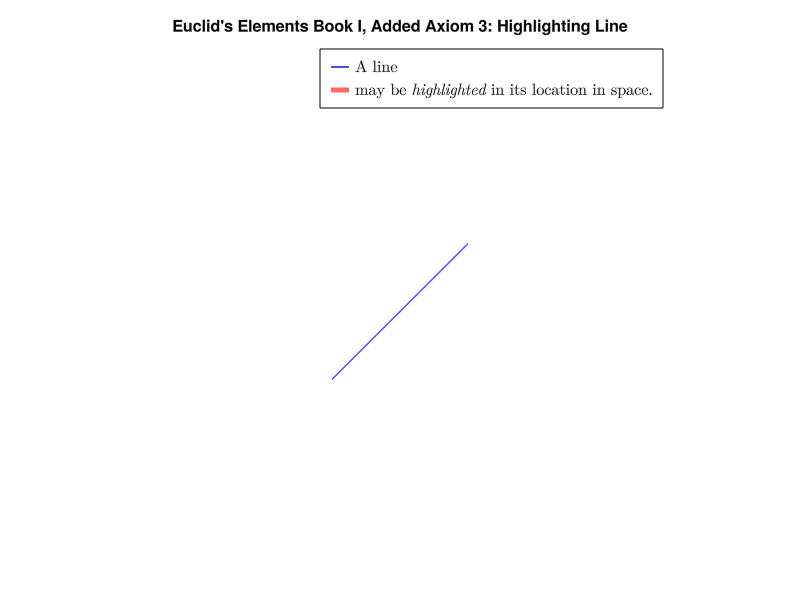 Euclid's Elements Book I, Added Axiom 3: Highlighting Line
A line
may be highlighted in its location in space.